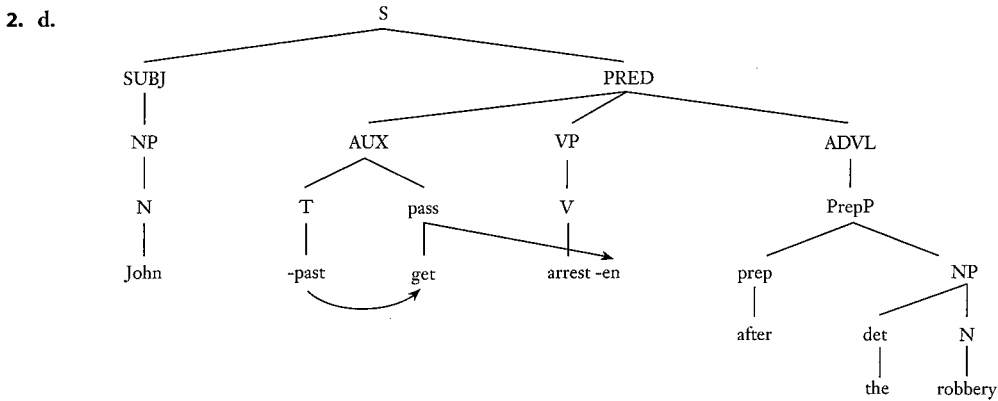 2. d.
S
SUBJ PRED
NP AUX VP ADVL
N T pass V PrepP
John -past get arrest -en prep NP
after det N
the robbery